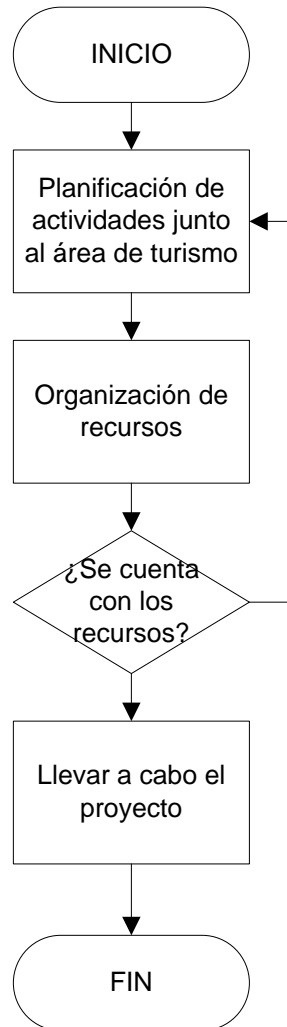 INICIO
Planificación de
actividades junto
al área de turismo
Organización de
recursos
¿Se cuenta
con los
recursos?
Llevar a cabo el
proyecto
FIN